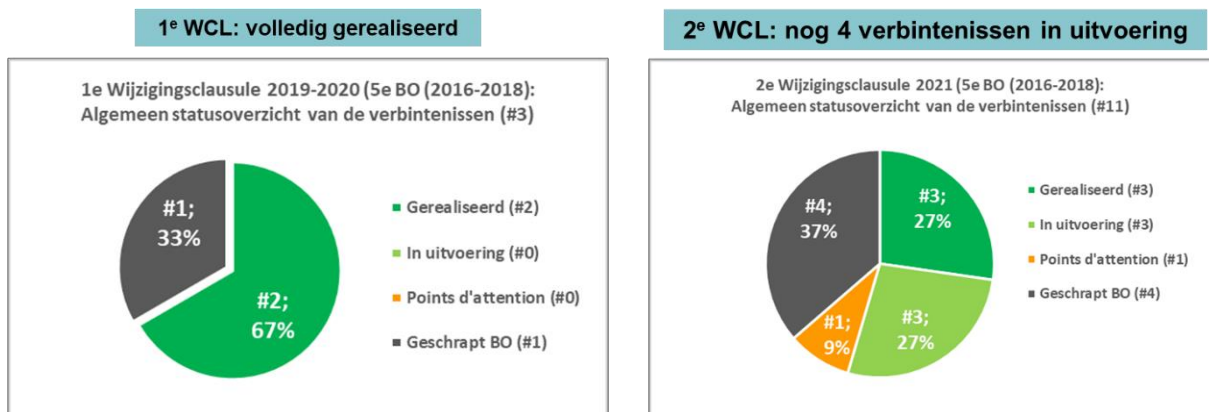 1e WCL: volledig gerealiseerd
1e Wijzigingsclausule 2019-2020 (5e BO (2016-2018):
Algemeen statusoverzicht van de verbintenissen (#3)
#1;
33%
#2;
67%
Gerealiseerd (#2)
In uitvoering (#0)
Points d'attention (#0)
Geschrapt BO (#1)
2e WCL: nog 4 verbintenissen in uitvoering
2e Wijzigingsclausule 2021 (5e BO (2016-2018):
Algemeen statusoverzicht van de verbintenissen (#11)
#4;
37%
#3;
27%
#1;
9%
#3;
27%
Gerealiseerd (#3)
In uitvoering (#3)
Points d'attention (#1)
Geschrapt BO (#4)